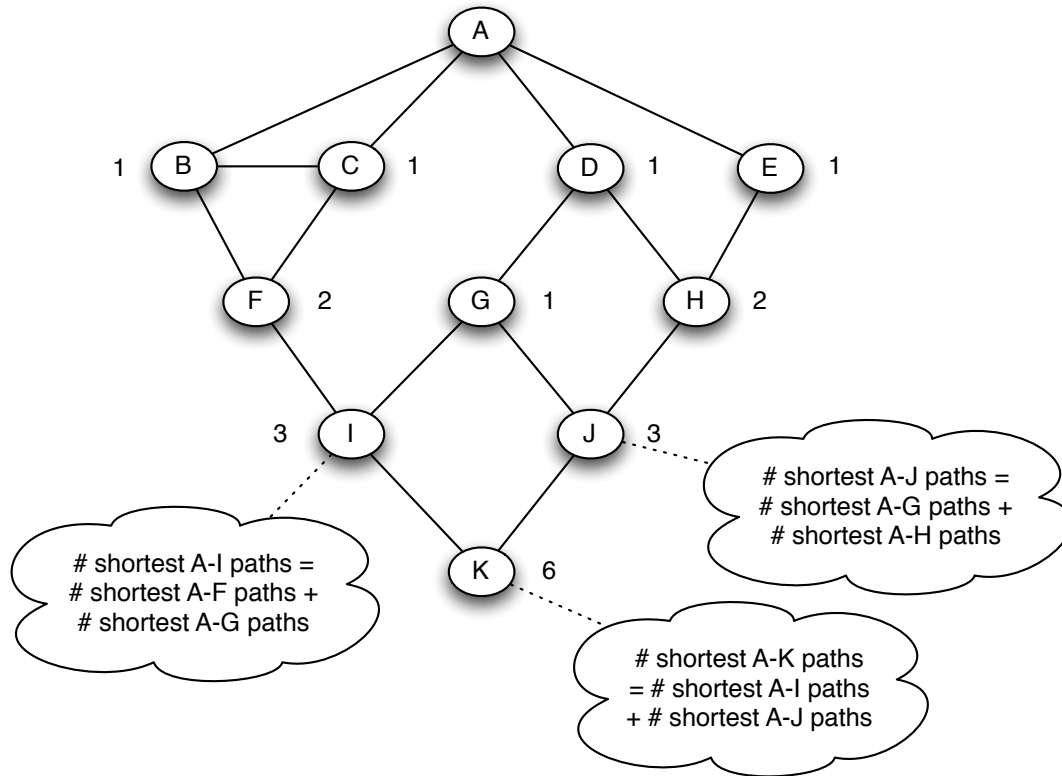 A
1 B C 1 D 1 E 1
F 2 G 1 H 2
3 I J 3
# shortest A-J paths =
# shortest A-G paths +
# shortest A-H paths
# shortest A-I paths =
# shortest A-F paths +
# shortest A-G paths
K 6
# shortest A-K paths
= # shortest A-I paths
+ # shortest A-J paths